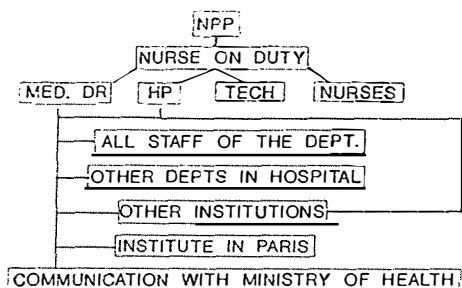 NPP
NURSE ON DUTY
MED. DR HP TECH NURSES
ALL STAFF OF THE DEPT.
OTHER DEPTS IN HOSPITAL
OTHER INSTITUTIONS
INSTITUTE IN PARIS
COMMUNICATION WITH MINISTRY OF HEALTH